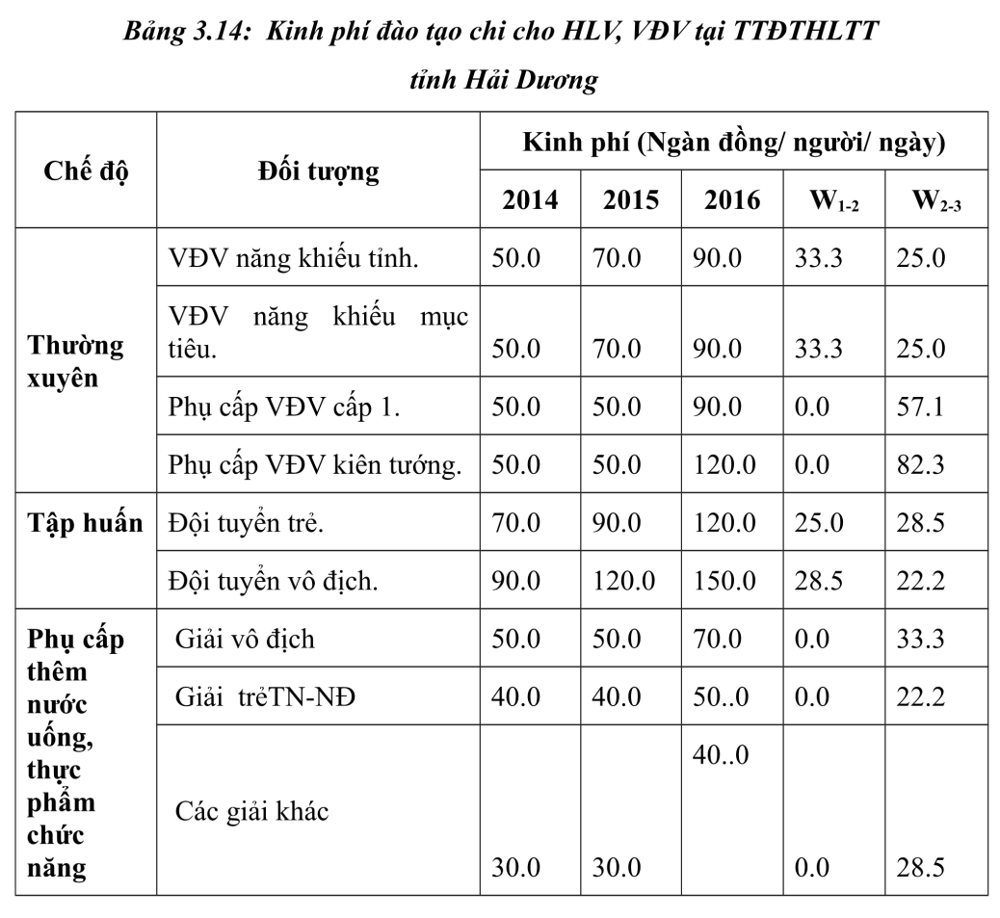 Bảng 3.14: Kinh phí đào tạo chi cho HLV, VĐV tại TTĐTHLTT
tỉnh Hải Dương
Chế độ Đối tượng Kinh phí (Ngàn đồng/ người/ ngày)
2014 2015 2016 W1-2 W2-3
Thường xuyên
VĐV năng khiếu tỉnh. 50.0 70.0 90.0 33.3 25.0
VĐV năng khiếu mục
tiêu. 50.0 70.0 90.0 33.3 25.0
Phụ cấp VĐV cấp 1. 50.0 50.0 90.0 0.0 57.1
Phụ cấp VĐV kiên tướng. 50.0 50.0 120.0 0.0 82.3
Tập huấn Đội tuyển trẻ. 70.0 90.0 120.0 25.0 28.5
Đội tuyển vô địch. 90.0 120.0 150.0 28.5 22.2
Phụ cấp
thêm
nước
uống,
thực
phẩm
chức
năng
Giải vô địch 50.0 50.0 70.0 0.0 33.3
Giải trẻTN-NĐ 40.0 40.0 50..0 0.0 22.2
Các giải khác 30.0 30.0 40..0 0.0 28.5